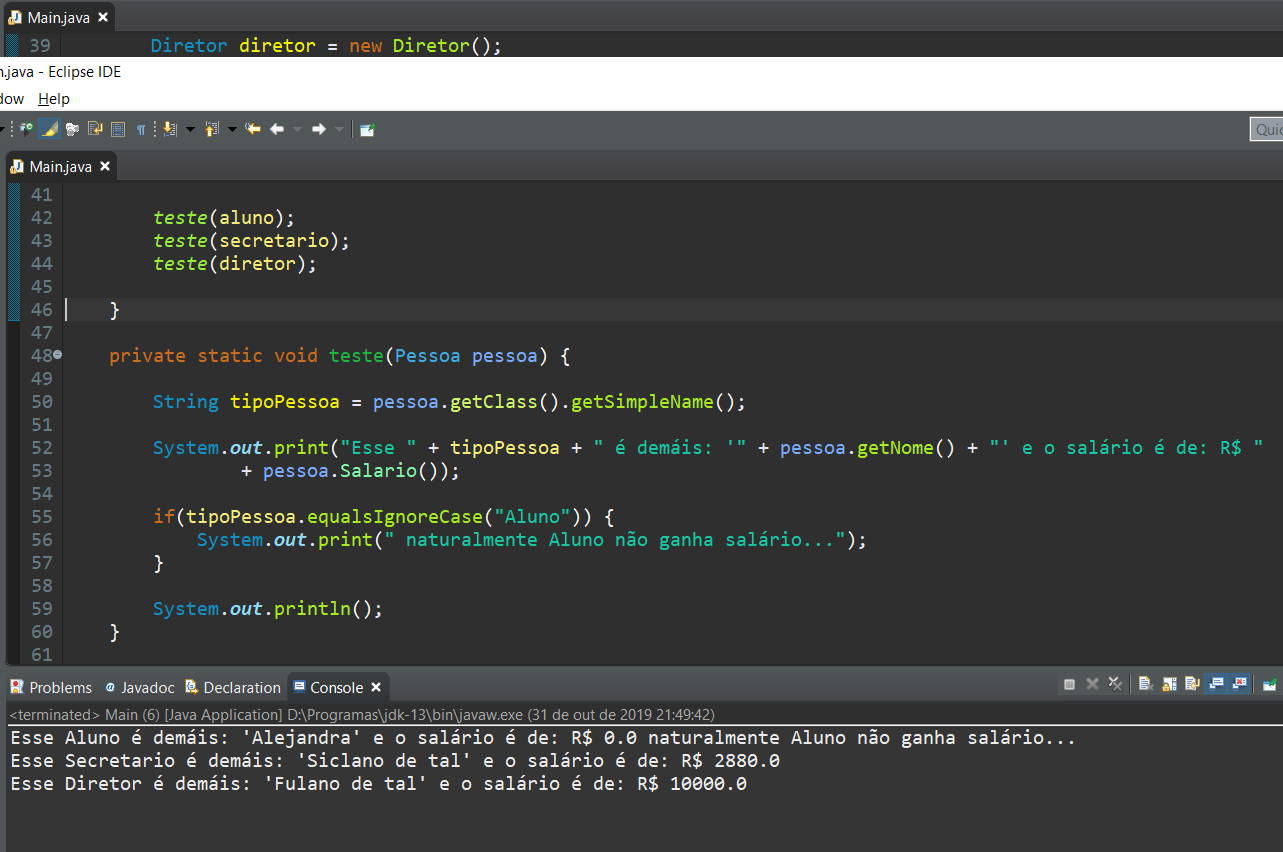 Main.java
39 Diretor diretor = new Diretor();
n.java - Eclipse IDE
dow Help
Quic
Main.java
41
42 teste(aluno);
43 teste(secretario);
44 teste(diretor);
45
46 }
47
48 private static void teste(Pessoa pessoa) {
49
50 String tipoPessoa = pessoa.getClass().getSimpleName();
51
52 System.out.print("Esse " + tipoPessoa + " é demáis: '" + pessoa.getNome() + "' e o salário é de: R$ "
53 + pessoa.Salario());
54
55 if(tipoPessoa.equalsIgnoreCase("Aluno")) {
56 System.out.print(" naturalmente Aluno não ganha salário...");
57 }
58
59 System.out.println();
60 }
61
Problems @ Javadoc Declaration Console
<terminated> Main (6) [Java Application] D:\Programas\jdk-13\bin\javaw.exe (31 de out de 2019 21:49:42)
Esse Aluno é demáis: 'Alejandra' e o salário é de: R$ 0.0 naturalmente Aluno não ganha salário...
Esse Secretario é demáis: 'Siclano de tal' e o salário é de: R$ 2880.0
Esse Diretor é demáis: 'Fulano de tal' e o salário é de: R$ 10000.0